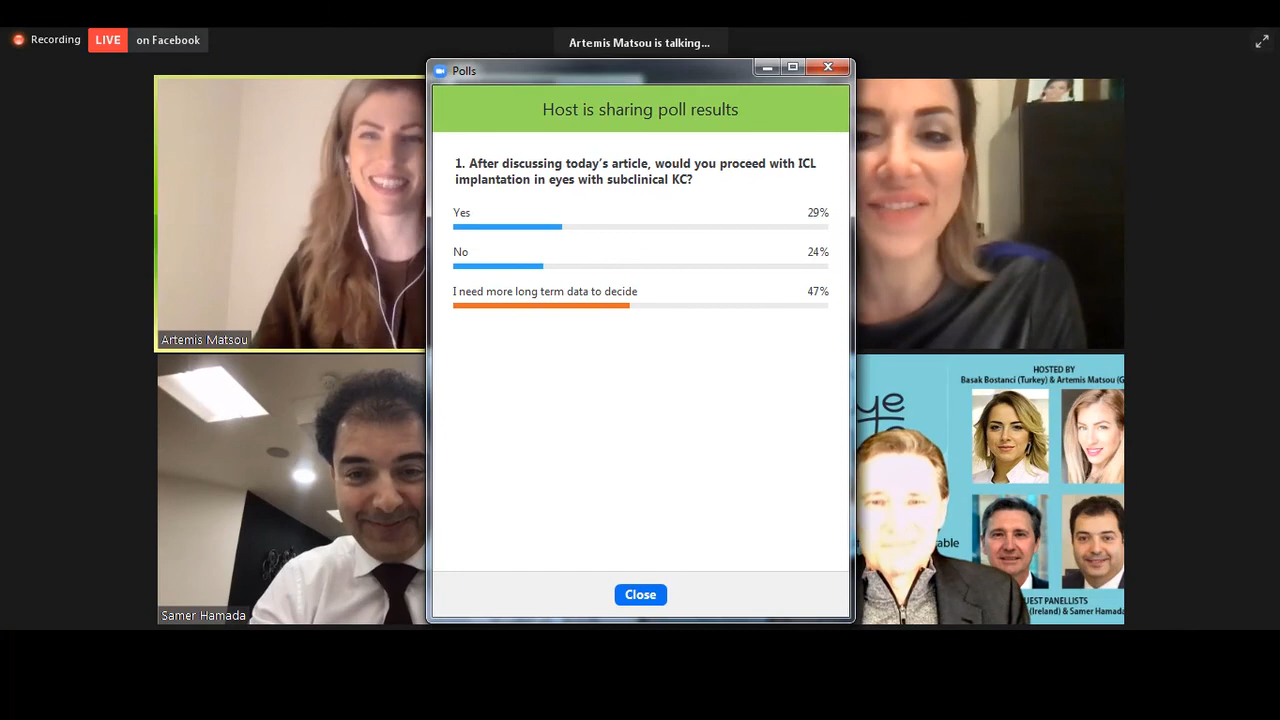 Recording
LIVE
on Facebook
Artemis Matsou is talking...
Polls
Host is sharing poll results
1. After discussing today's article, would you proceed with ICL
implantation in eyes with subclinical KC?
Yes
29%
No
24%
I need more long term data to decide
47%
Close
Artemis Matsou
Samer Hamada
HOSTED BY
Basak Bostanci (Turkey) & Artemis Matsou (G
ye
able
UEST PANELLISTS
(Ireland) & Samer Hamada